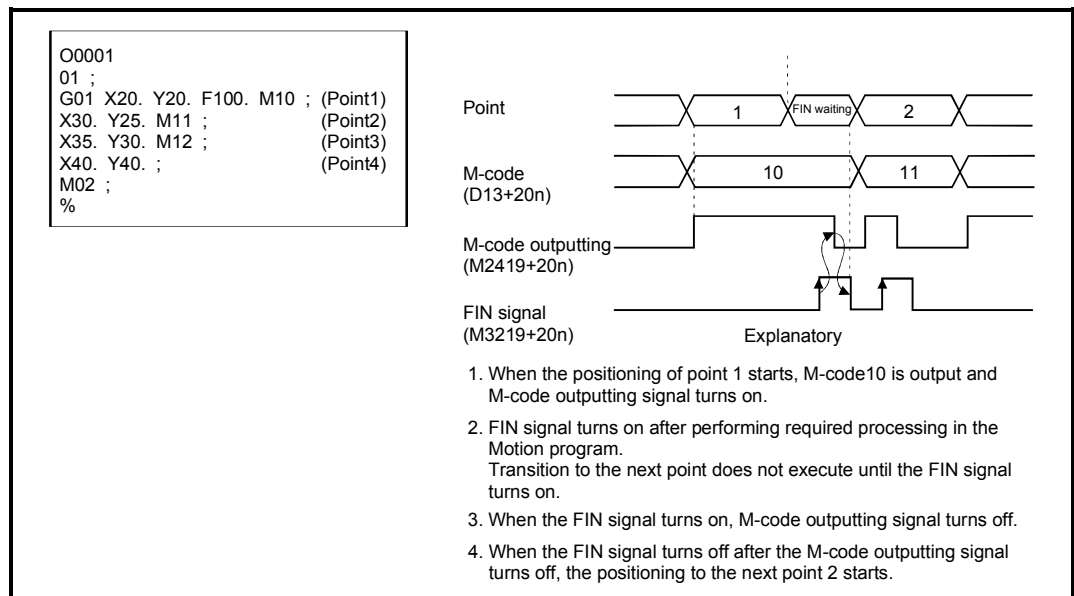 O0001
01 ;
G01 X20. Y20. F100. M10 ; (Point1)
X30. Y25. M11 ; (Point2)
X35. Y30. M12 ; (Point3)
X40. Y40. ; (Point4)
M02 ;
%
Point
1
FIN waiting
2
M-code
(D13+20n)
10
11
M-code outputting
(M2419+20n)
FIN signal
(M3219+20n)
Explanatory
1. When the positioning of point 1 starts, M-code10 is output and
M-code outputting signal turns on.
2. FIN signal turns on after performing required processing in the
Motion program.
Transition to the next point does not execute until the FIN signal
turns on.
3. When the FIN signal turns on, M-code outputting signal turns off.
4. When the FIN signal turns off after the M-code outputting signal
turns off, the positioning to the next point 2 starts.